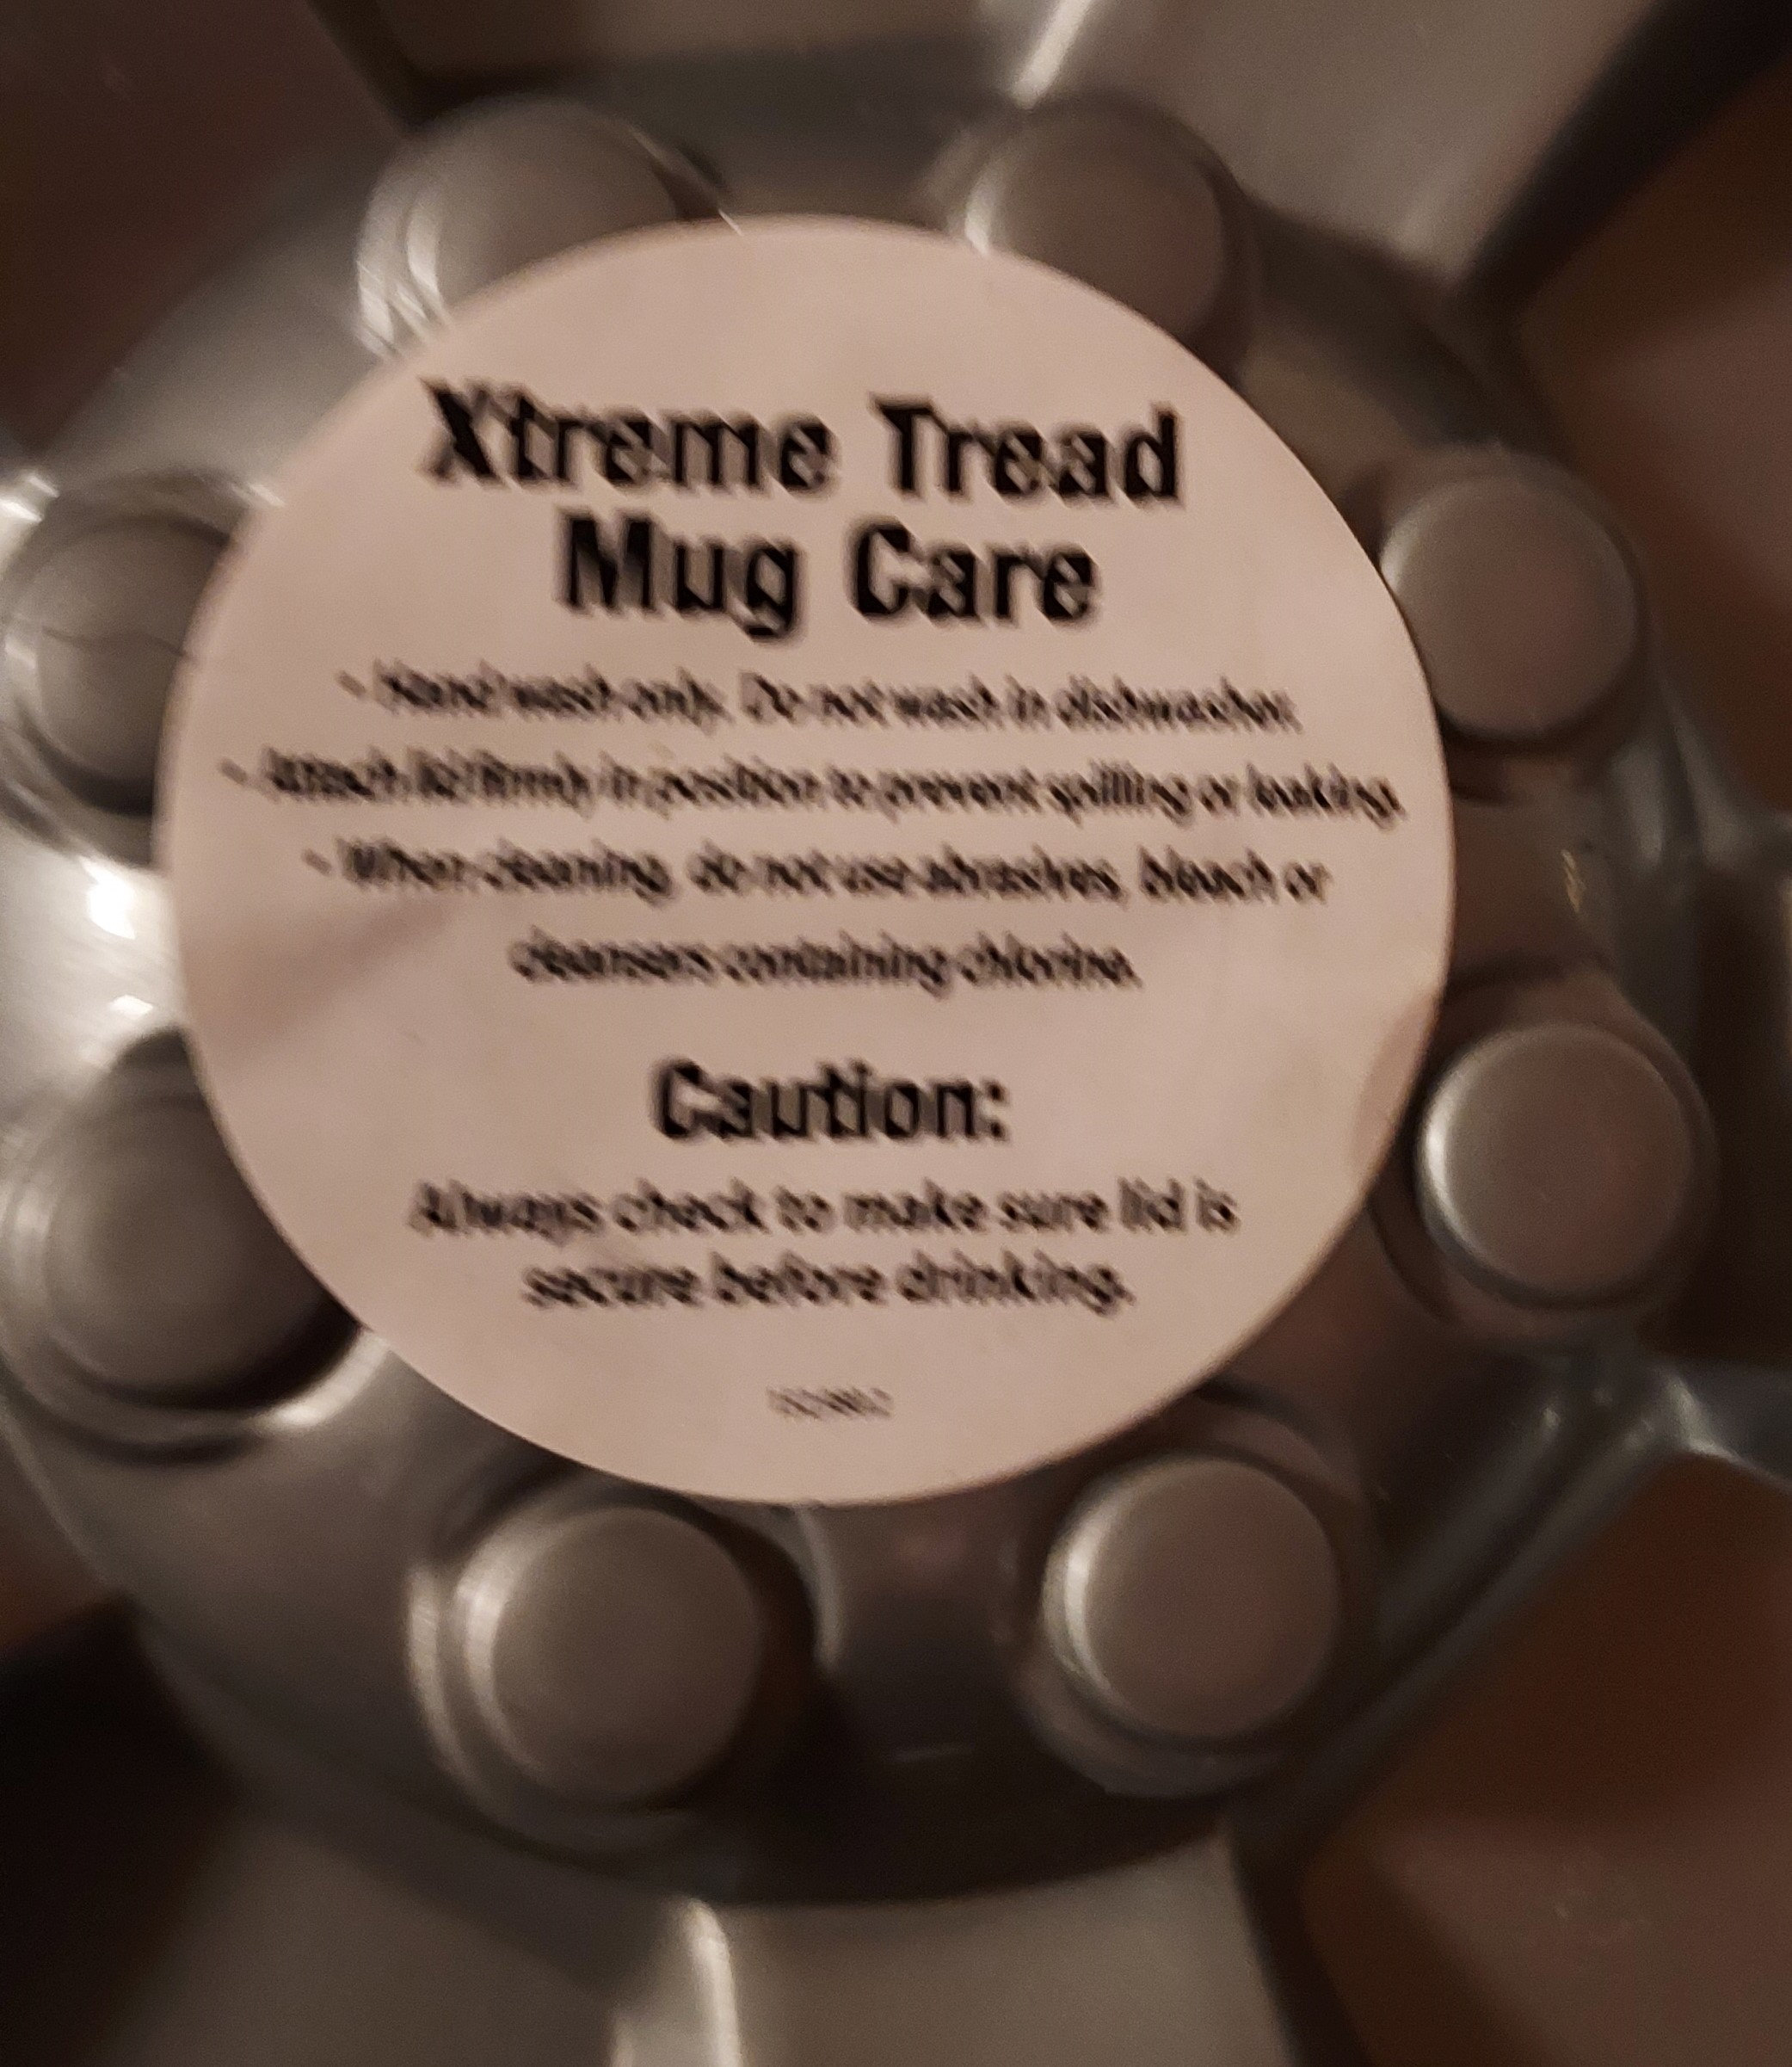 Xtreme Tread
Mug Care
- Hand wash only. Do not wash in dishwasher.
- Attach lid firmly in position to prevent spilling or leaking.
- When cleaning, do not use abrasives, bleach or
cleansers containing chlorine.
Caution:
Always check to make sure lid is
secure before drinking.